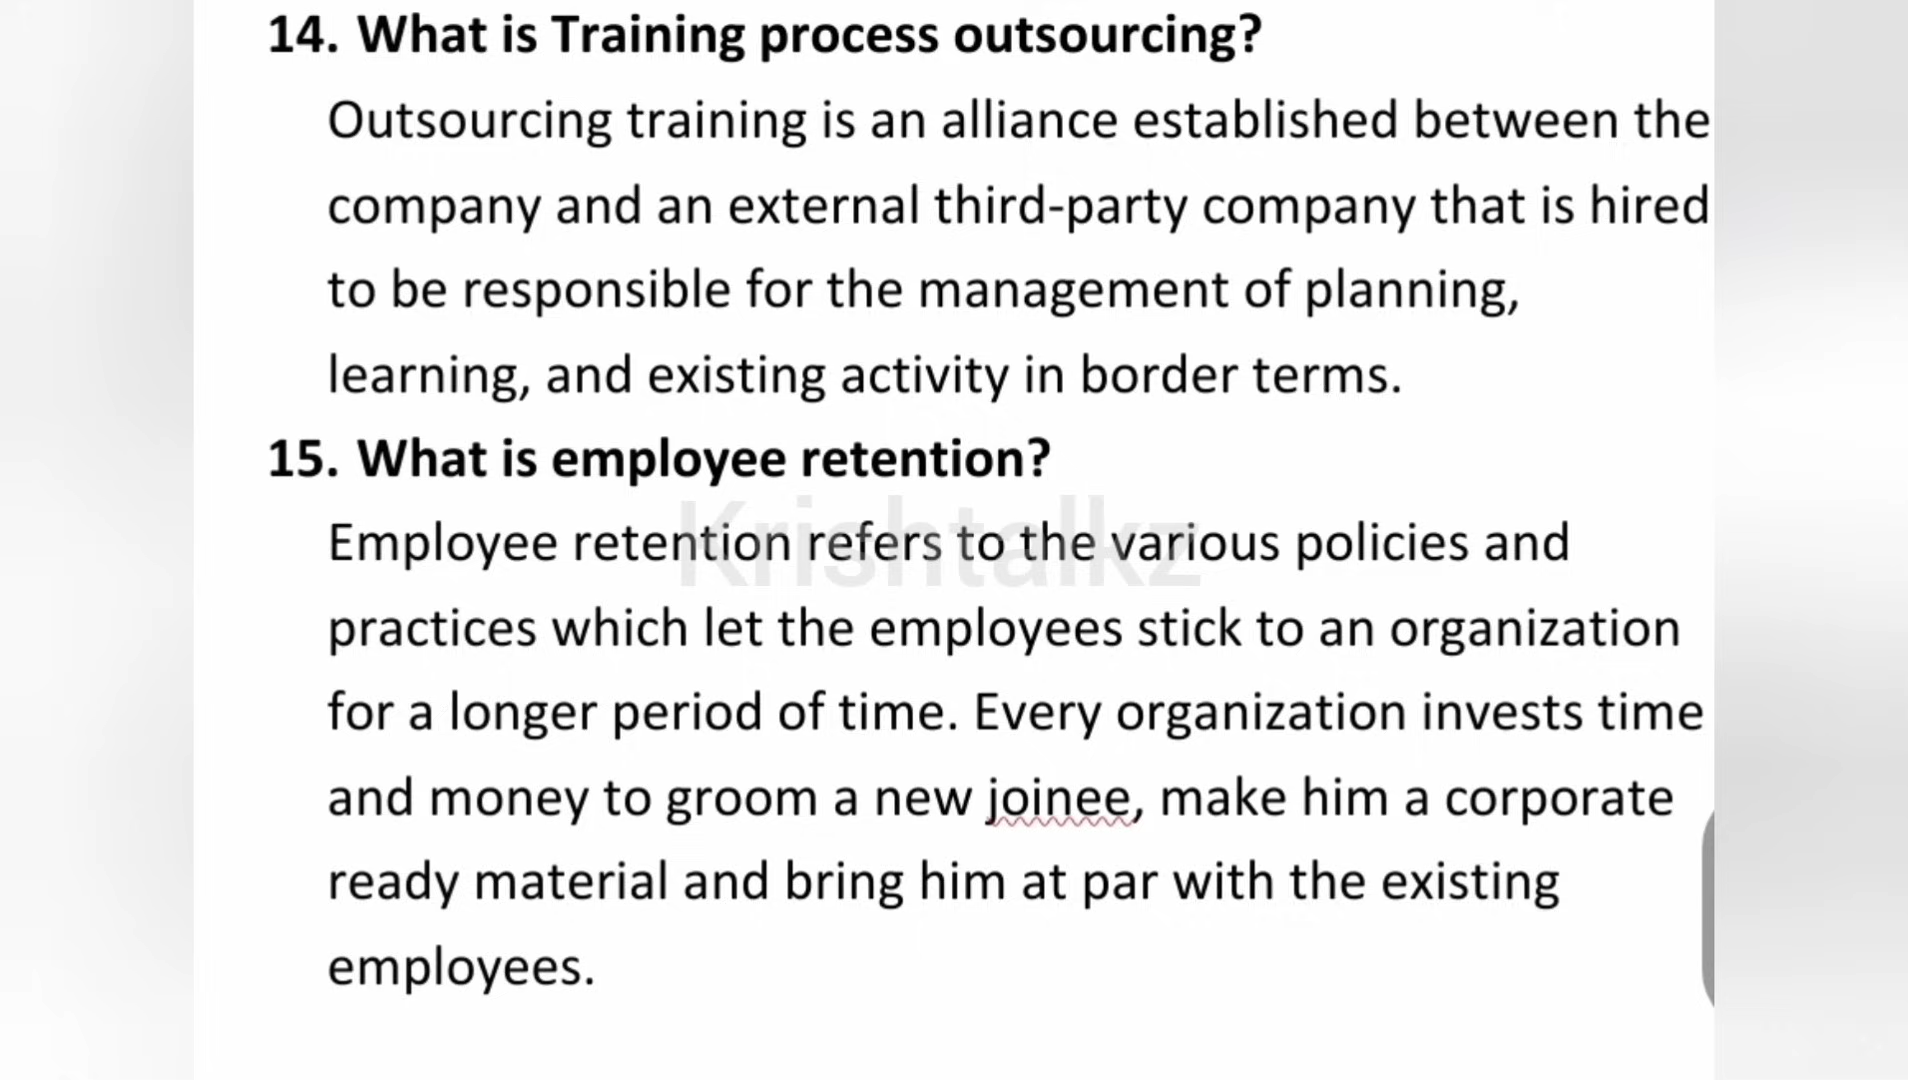 14. What is Training process outsourcing?
Outsourcing training is an alliance established between the
company and an external third-party company that is hired
to be responsible for the management of planning,
learning, and existing activity in border terms.
15. What is employee retention?
Krishtalkz
Employee retention refers to the various policies and
practices which let the employees stick to an organization
for a longer period of time. Every organization invests time
and money to groom a new joinee, make him a corporate
ready material and bring him at par with the existing
employees.